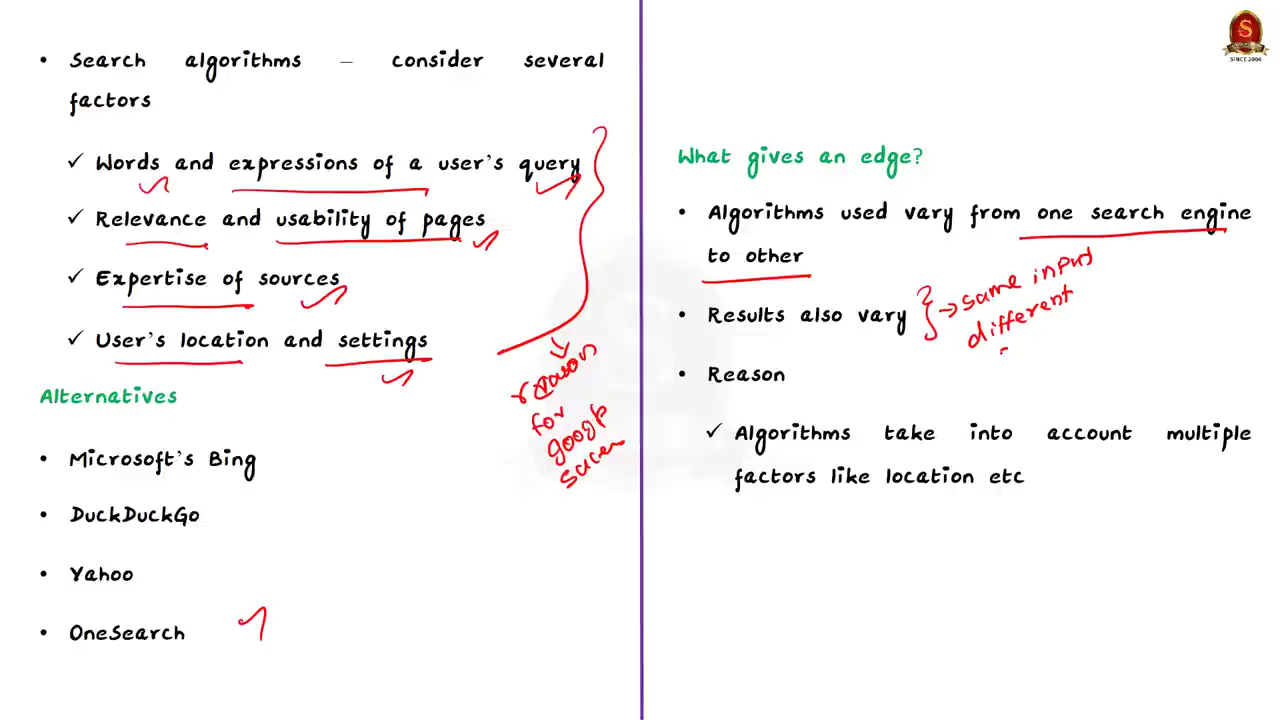 • Search algorithms – consider several
factors
✓ Words and expressions of a user's query
✓ Relevance and usability of pages
✓ Expertise of sources
✓ User's location and settings
reason
for
Alternatives
• Microsoft's Bing
• DuckDuckGo
• Yahoo
• OneSearch
S
SINCE 2004
What gives an edge?
• Algorithms used vary from one search engine
to other
• Results also vary
same input
different
• Reason
✓ Algorithms take into account multiple
factors like location etc